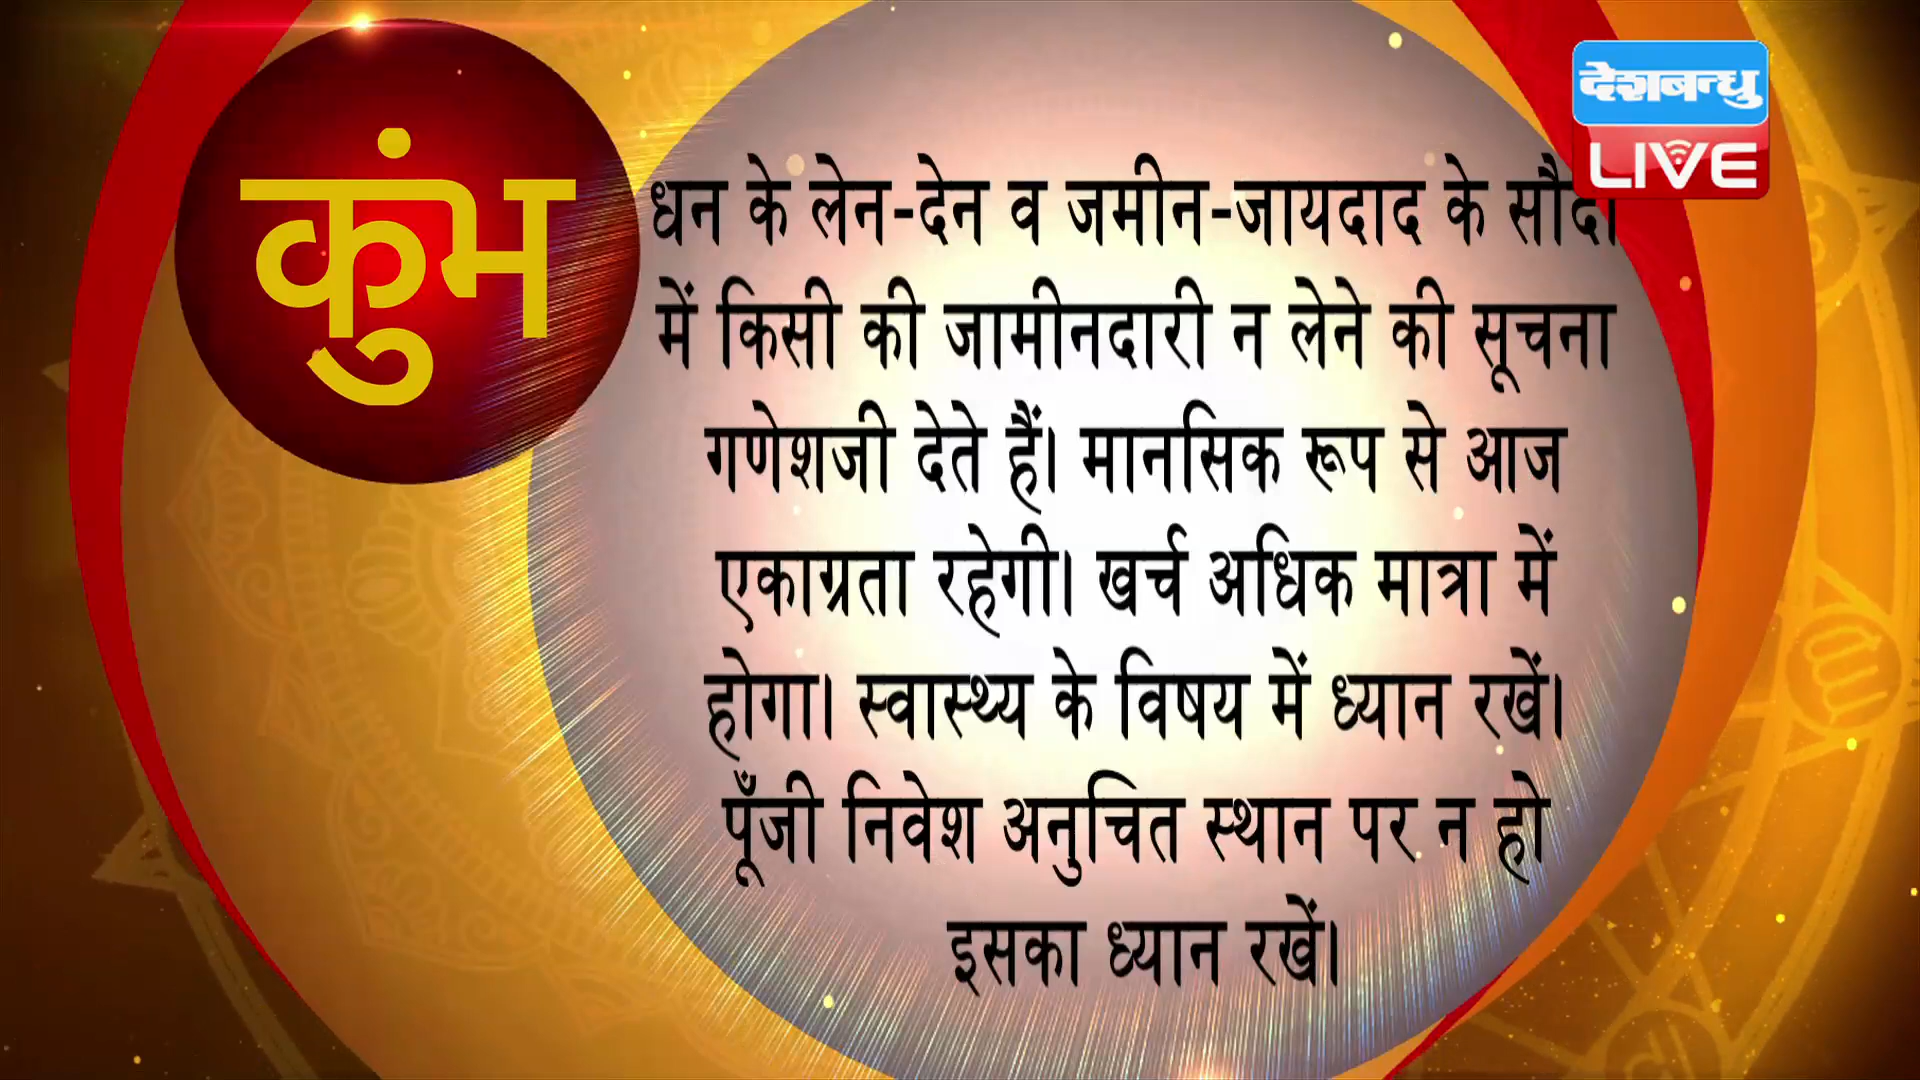 कुंभ
देशबन्धु
LIVE
धन के लेन-देन व जमीन-जायदाद के
में किसी की जामीनदारी न लेने की सूचना
गणेशजी देते हैं। मानसिक रूप से आज
एकाग्रता रहेगी। खर्च अधिक मात्रा में
होगा। स्वास्थ्य के विषय में ध्यान रखें।
पूँजी निवेश अनुचित स्थान पर न हो
इसका ध्यान रखें।